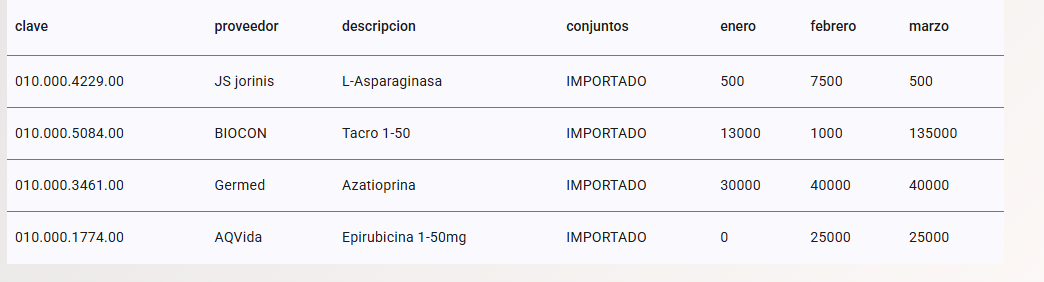 clave proveedor descripcion conjuntos enero febrero marzo
010.000.4229.00 JS jorinis L-Asparaginasa IMPORTADO 500 7500 500
010.000.5084.00 BIOCON Tacro 1-50 IMPORTADO 13000 1000 135000
010.000.3461.00 Germed Azatioprina IMPORTADO 30000 40000 40000
010.000.1774.00 AQVida Epirubicina 1-50mg IMPORTADO 0 25000 25000